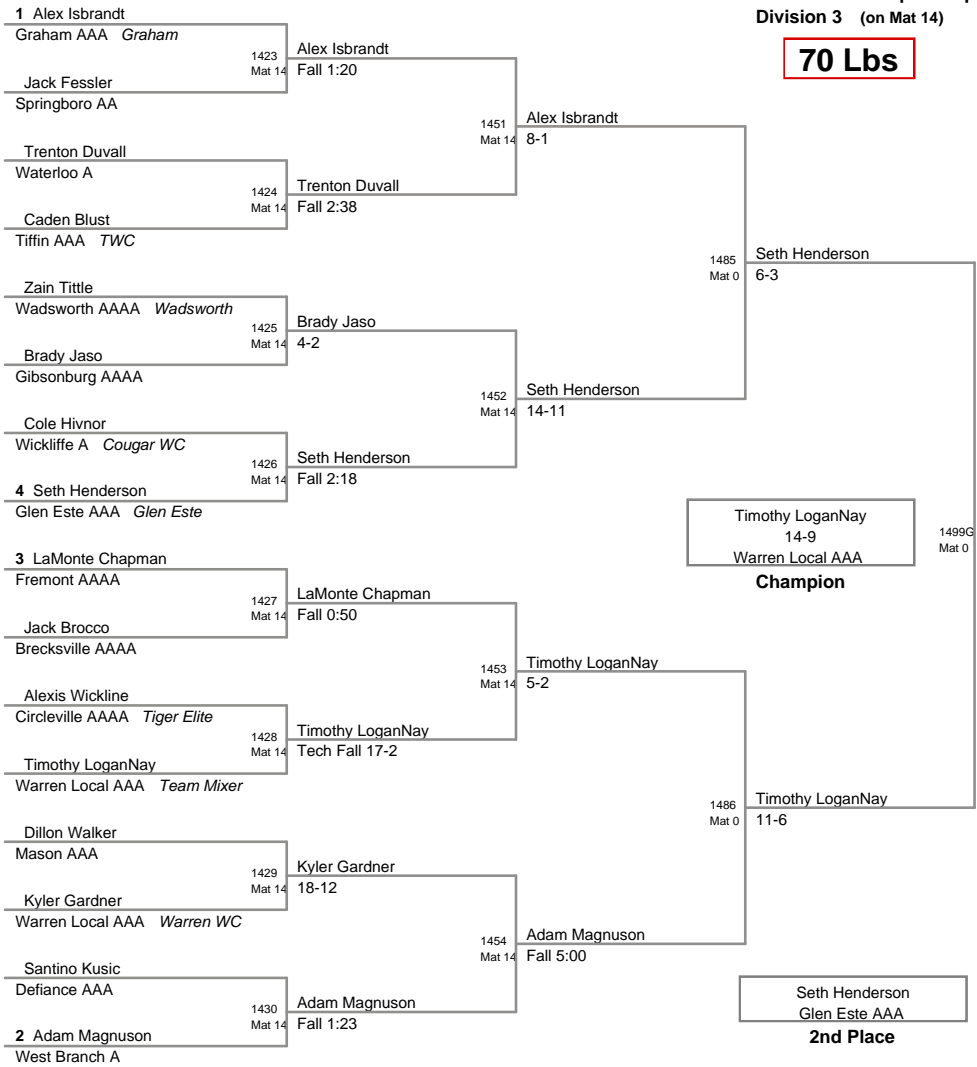 Division 3 (on Mat 14)
70 Lbs
1 Alex Isbrandt
Graham AAA Graham
1423
Mat 14
Alex Isbrandt
Fall 1:20
Jack Fessler
Springboro AA
1451
Mat 14
Alex Isbrandt
8-1
Trenton Duvall
Waterloo A
1424
Mat 14
Trenton Duvall
Fall 2:38
Caden Blust
Tiffin AAA TWC
1485
Mat 0
Seth Henderson
6-3
Zain Tittle
Wadsworth AAAA Wadsworth
1425
Mat 14
Brady Jaso
4-2
Brady Jaso
Gibsonburg AAAA
1452
Mat 14
Seth Henderson
14-11
Cole Hivnor
Wickliffe A Cougar WC
1426
Mat 14
Seth Henderson
Fall 2:18
4 Seth Henderson
Glen Este AAA Glen Este
Timothy LoganNay
14-9
Warren Local AAA
Champion
1499G
Mat 0
3 LaMonte Chapman
Fremont AAAA
1427
Mat 14
LaMonte Chapman
Fall 0:50
Jack Brocco
Brecksville AAAA
1453
Mat 14
Timothy LoganNay
5-2
Alexis Wickline
Circleville AAAA Tiger Elite
1428
Mat 14
Timothy LoganNay
Tech Fall 17-2
Timothy LoganNay
Warren Local AAA Team Mixer
1486
Mat 0
Timothy LoganNay
11-6
Dillon Walker
Mason AAA
1429
Mat 14
Kyler Gardner
18-12
Kyler Gardner
Warren Local AAA Warren WC
1454
Mat 14
Adam Magnuson
Fall 5:00
Santino Kusic
Defiance AAA
1430
Mat 14
Adam Magnuson
Fall 1:23
2 Adam Magnuson
West Branch A
Seth Henderson
Glen Este AAA
2nd Place